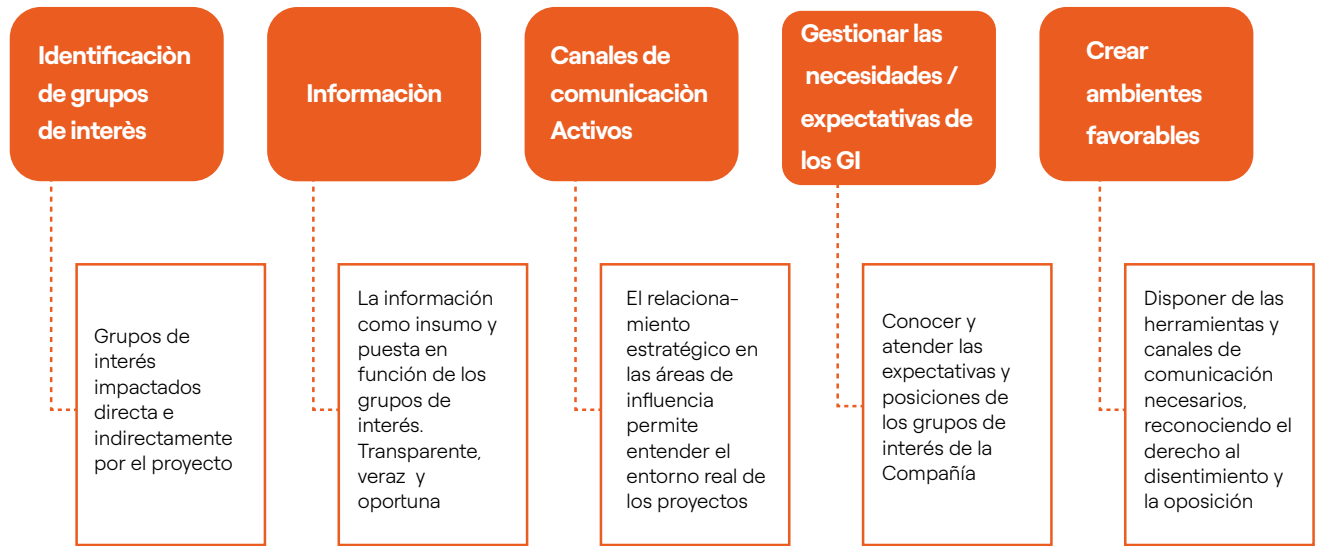 Identificaciòn
de grupos
de interès
Informaciòn
Canales de
comunicaciòn
Activos
Gestionar las
necesidades /
expectativas de
los GI
Crear
ambientes
favorables
Grupos de
interés
impactados
directa e
indirectamente
por el proyecto
La información
como insumo y
puesta en
función de los
grupos de
interés.
Transparente,
veraz y
oportuna
El relaciona-
miento
estratégico en
las áreas de
influencia
permite
entender el
entorno real de
los proyectos
Conocer y
atender las
expectativas y
posiciones de
los grupos de
interés de la
Compañía
Disponer de las
herramientas y
canales de
comunicación
necesarios,
reconociendo el
derecho al
disentimiento y
la oposición